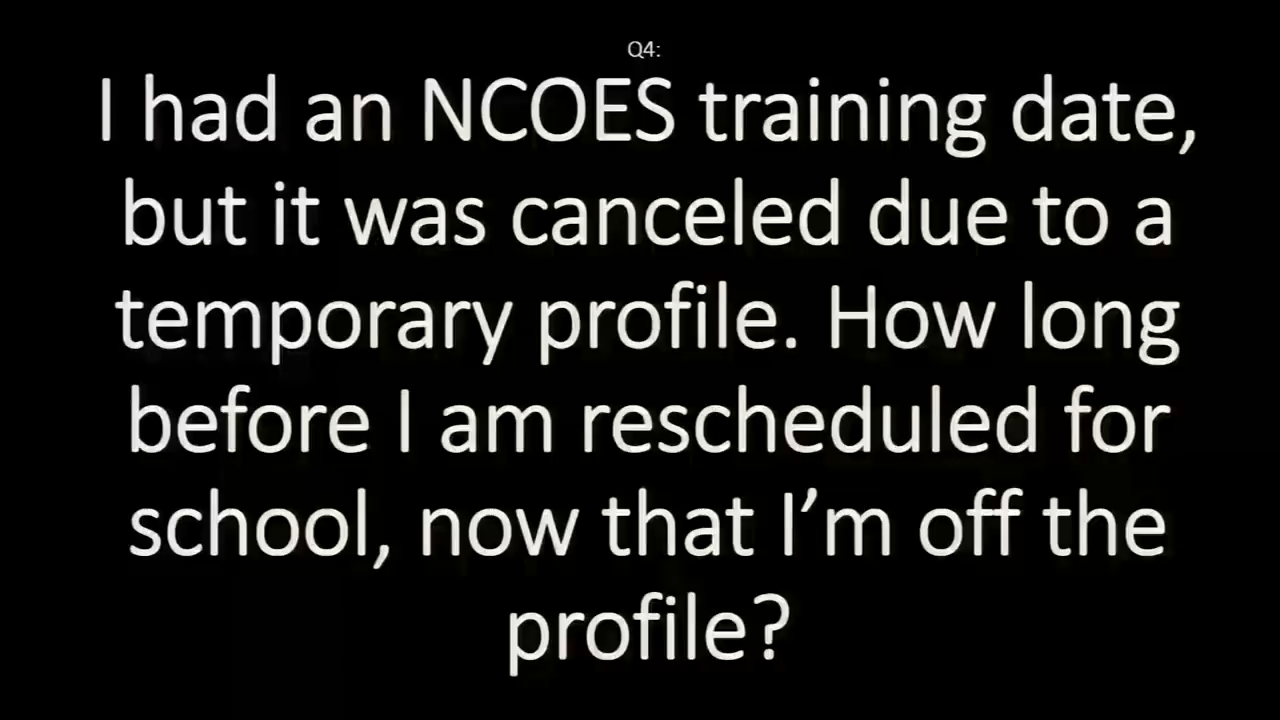 Q4:
I had an NCOES training date,
but it was canceled due to a
temporary profile. How long
before I am rescheduled for
school, now that I’m off the
profile?